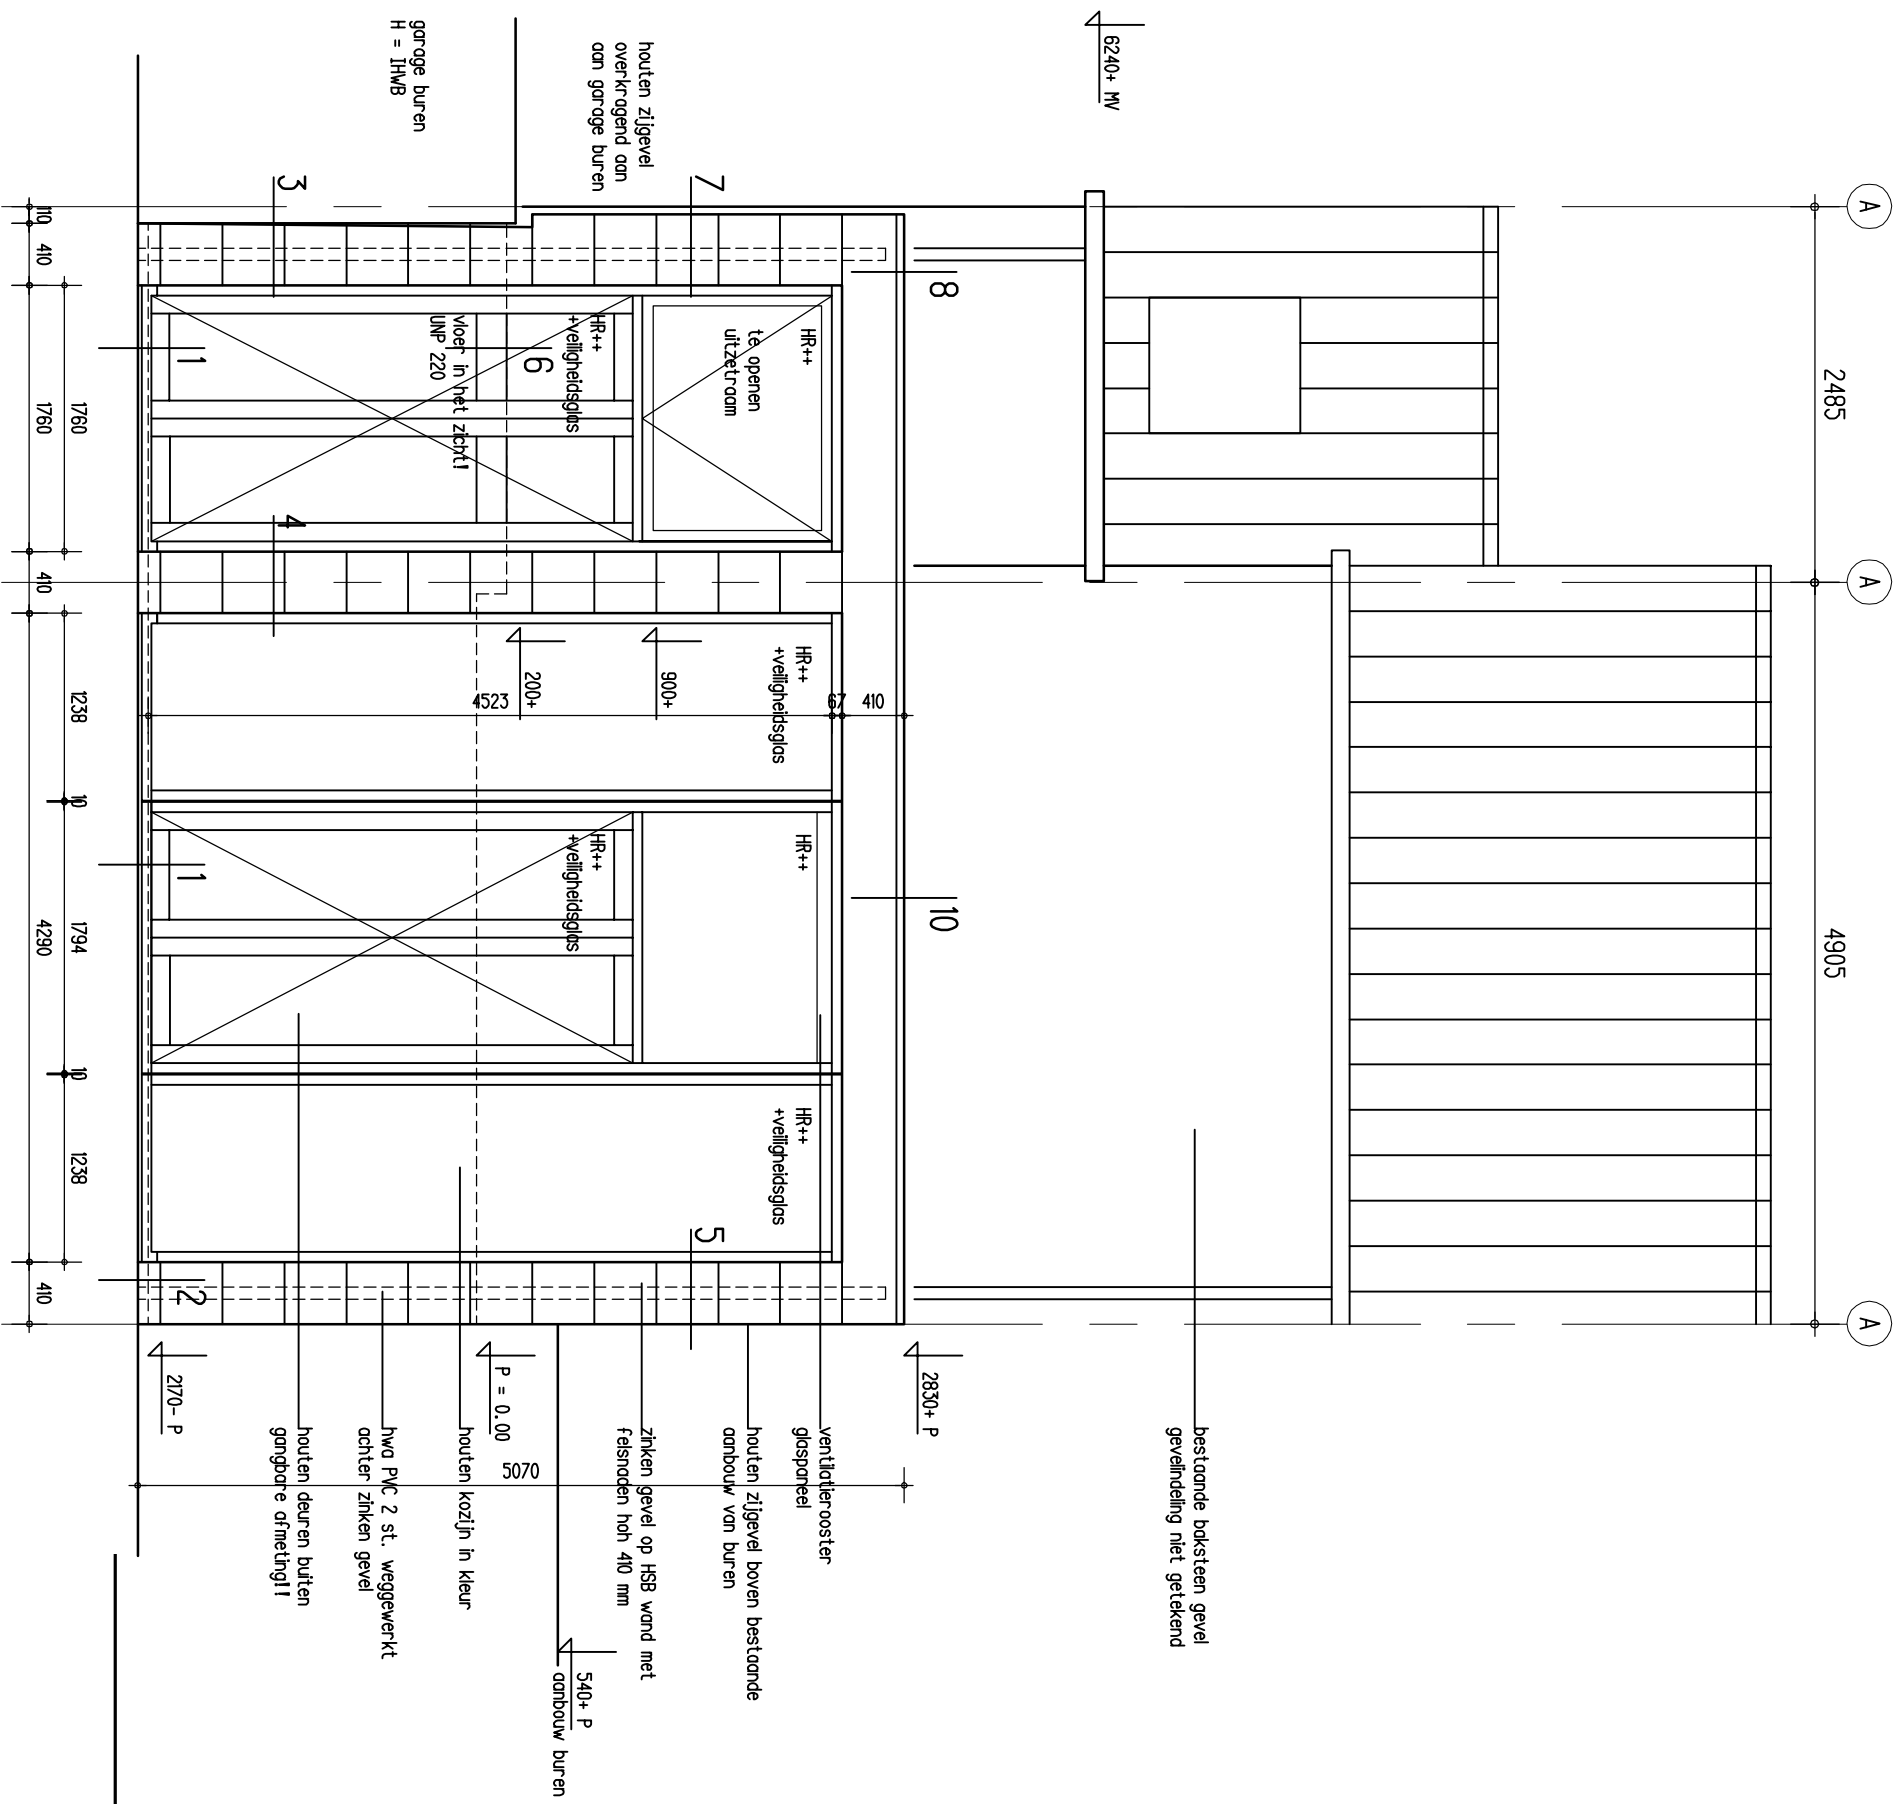 A
A
A
2485
4905
6240+ MV
bestaande baksteen gevel
gevelindeling niet getekend
8
10
2830+ P
410
67
4523
HR++
te openen
uitzetraam
HR++
+veiligheidsglas
HR++
HR++
+veiligheidsglas
ventilatierooster
glaspaneel
7
5
houten zijgevel boven bestaande
aanbouw van buren
houten zijgevel
overkragend aan
aan garage buren
900+
zinken gevel op HSB wand met
felsnaden hoh 410 mm
HR++
+veiligheidsglas
HR++
+veiligheidsglas
540+ P
aanbouw buren
6
200+
5070
P = 0.00
vloer in het zicht!
UNP 220
houten kozijn in kleur
garage buren
H = IHWB
hwa PVC 2 st. weggewerkt
achter zinken gevel
3
4
houten deuren buiten
gangbare afmeting!!
1
1
2
2170- P
1760
1238
10
1794
10
1238
110
410
1760
410
4290
410